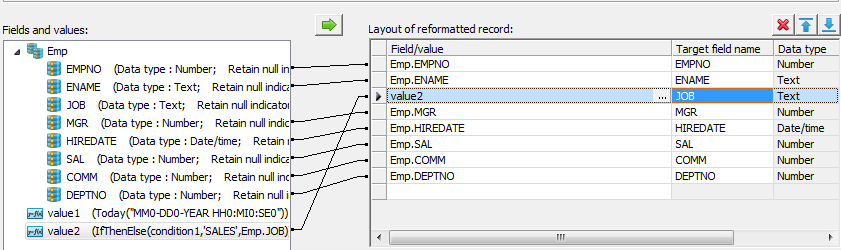 Fields and values:
Emp
EMPNO (Data type : Number; Retain null indi
ENAME (Data type : Text; Retain null indica
JOB (Data type : Text; Retain null indicator
MGR (Data type : Number; Retain null indicat
HIREDATE (Data type : Date/time; Retain nul
SAL (Data type : Number; Retain null indicat
COMM (Data type : Number; Retain null indic
DEPTNO (Data type : Number; Retain null in
value1 (Today("MM0-DD0-YEAR HH0:MI0:SE0"))
value2 (IfThenElse(condition1,'SALES',Emp.JOB)
Layout of reformatted record:
Field/value Target field name Data type
Emp.EMPNO EMPNO Number
Emp.ENAME ENAME Text
value2 ... JOB Text
Emp.MGR MGR Number
Emp.HIREDATE HIREDATE Date/time
Emp.SAL SAL Number
Emp.COMM COMM Number
Emp.DEPTNO DEPTNO Number